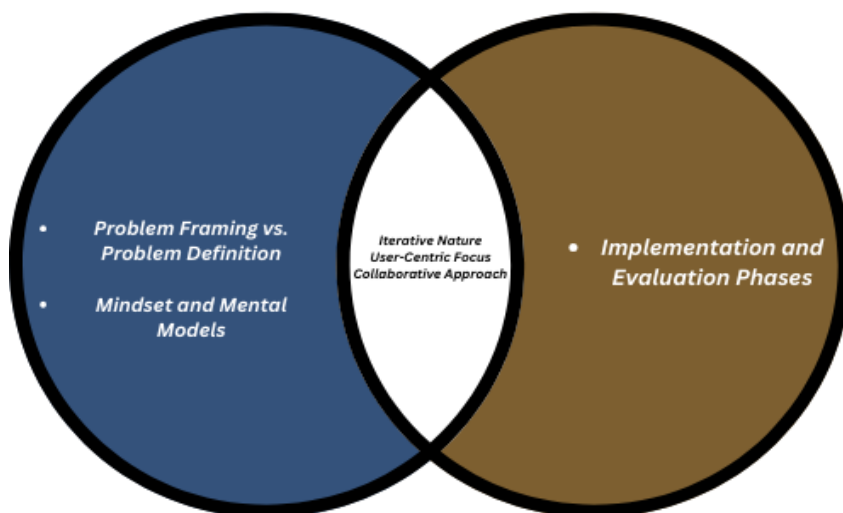 • Problem Framing vs.
Problem Definition
• Mindset and Mental
Models
Iterative Nature
User-Centric Focus
Collaborative Approach
• Implementation and
Evaluation Phases